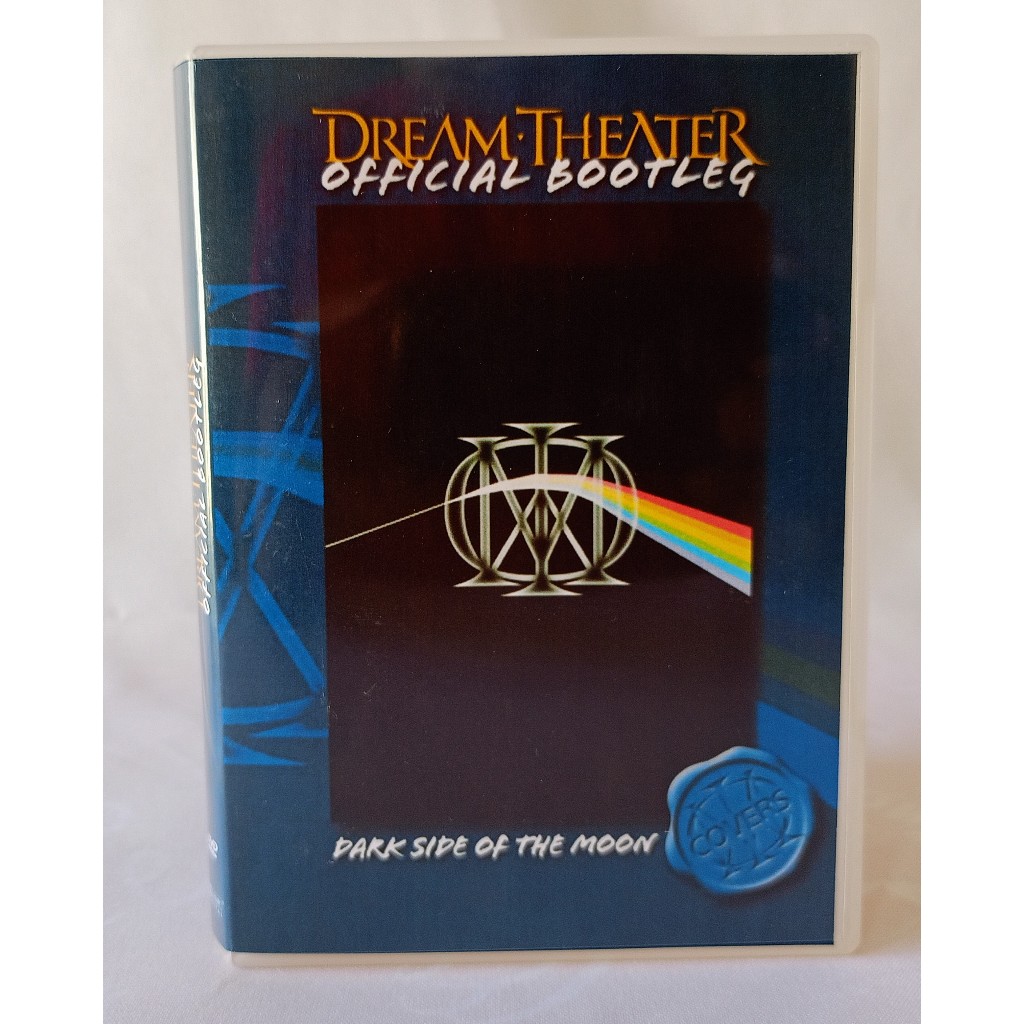 DREAM·THEATER
OFFICIAL BOOTLEG
OFFICIAL BOOTLEG
DARK SIDE OF THE MOON
COVERS